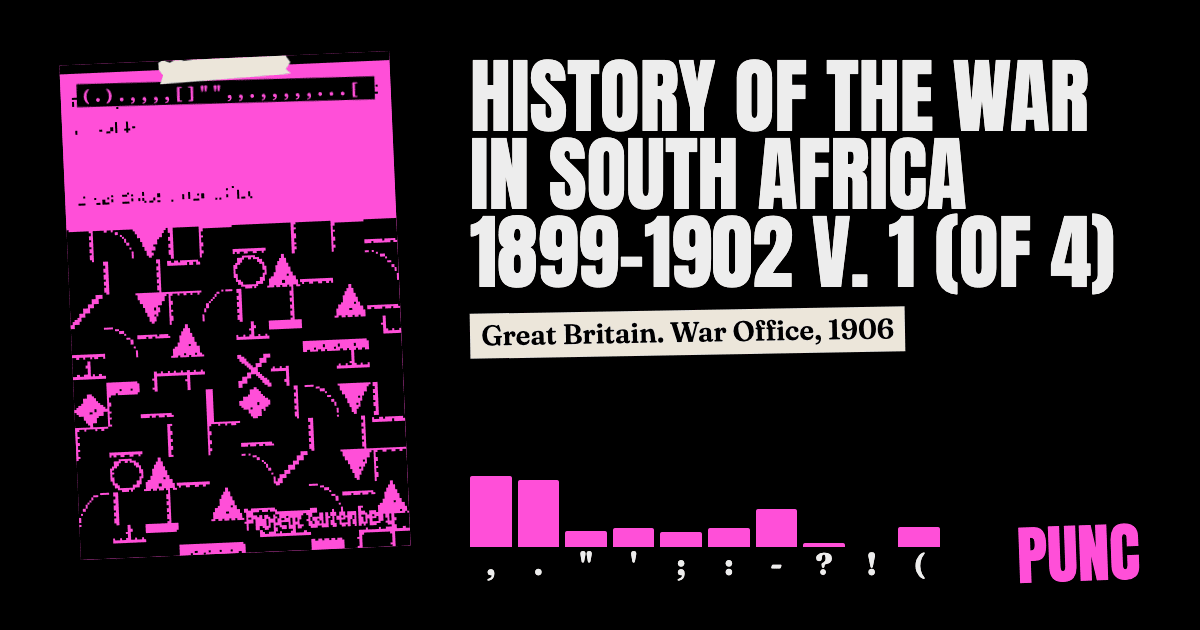 (.).,,,,[]"",,.,,,,,...[
HISTORY OF THE WAR
IN SOUTH AFRICA
1899-1902 V. 1 (OF 4)
Great Britain. War Office, 1906
Project Gutenberg
, . " ' ; : - ? ! (
PUNC